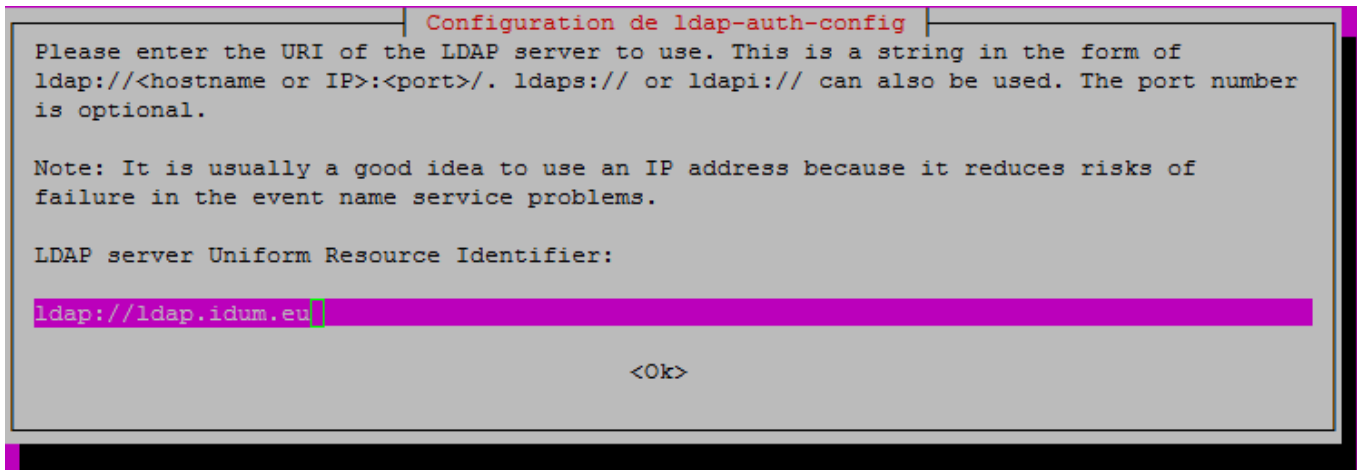 Configuration de ldap-auth-config
Please enter the URI of the LDAP server to use. This is a string in the form of
ldap://<hostname or IP>:<port>/. ldaps:// or ldapi:// can also be used. The port number
is optional.
Note: It is usually a good idea to use an IP address because it reduces risks of
failure in the event name service problems.
LDAP server Uniform Resource Identifier:
ldap://ldap.idum.eu
<Ok>